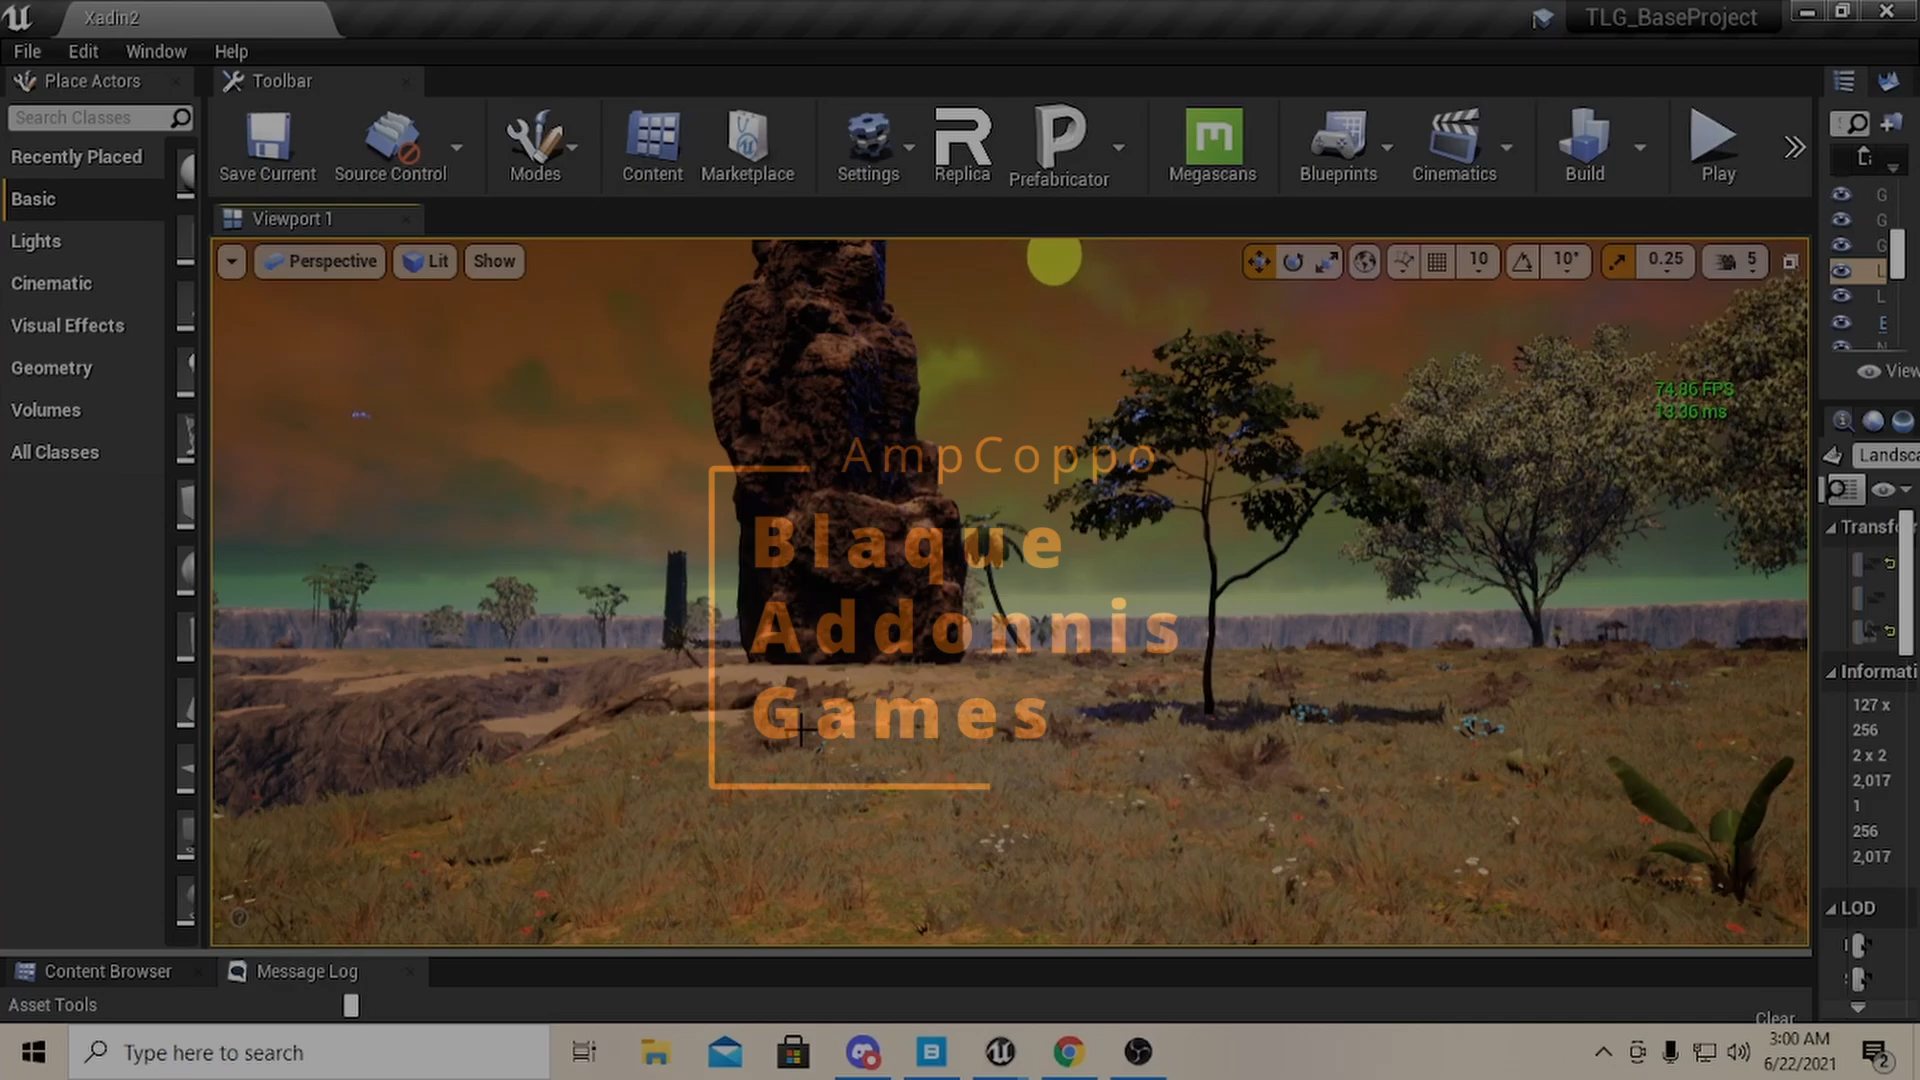 Xadin2
TLG_BaseProject
File Edit Window Help
Place Actors
Toolbar
Search Classes
Recently Placed
Basic
Lights
Cinematic
Visual Effects
Geometry
Volumes
All Classes
Save Current
Source Control
Modes
Content
Marketplace
Settings
Replica
Prefabricator
Megascans
Blueprints
Cinematics
Build
Play
Viewport 1
Perspective
Lit
Show
10
10°
0.25
5
74.86 FPS
13.36 ms
AmpCoppo
Blaque
Addonnis
Games
G
G
G
L
L
E
View
Landsca
Transf
Informati
127 x
256
2 x 2
2,017
1
256
2,017
LOD
Content Browser
Message Log
Asset Tools
Clear
Type here to search
3:00 AM
6/22/2021
2